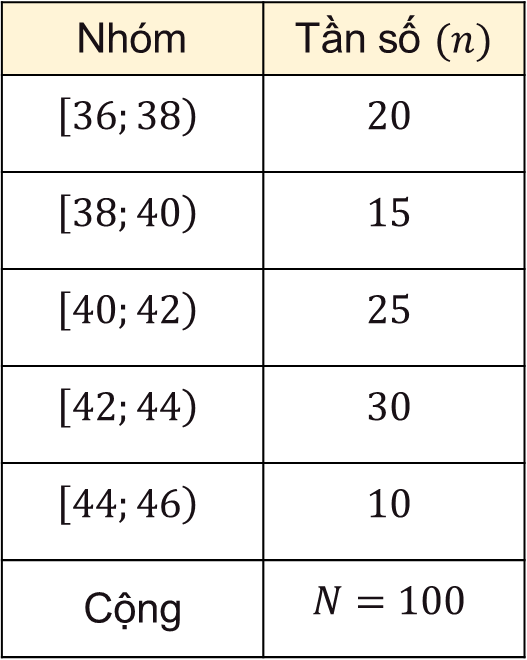 Nhóm Tần số (n)
[36; 38) 20
[38; 40) 15
[40; 42) 25
[42; 44) 30
[44; 46) 10
Cộng N = 100